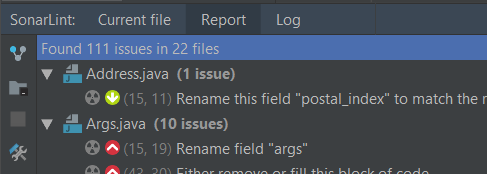 SonarLint: Current file Report Log
Found 111 issues in 22 files
Address.java (1 issue)
(15, 11) Rename this field "postal_index" to match the
Args.java (10 issues)
(15, 19) Rename field "args"
(43, 30) Either remove or fill this block of code